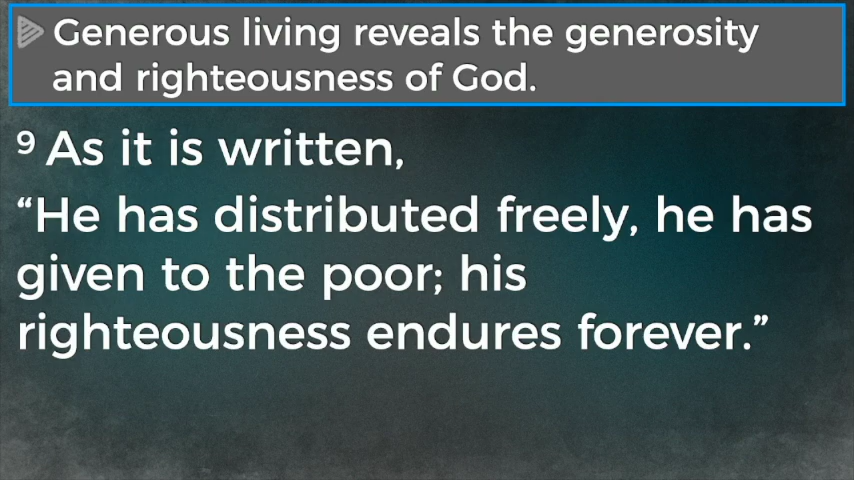 Generous living reveals the generosity
and righteousness of God.
9 As it is written,
“He has distributed freely, he has
given to the poor; his
righteousness endures forever.”